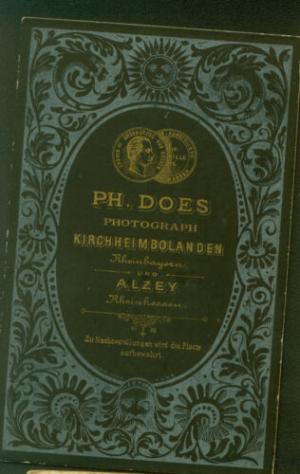 PH. DOES
PHOTOGRAPH
KIRCHHEIMBOLANDEN
Rheinbayern.
UND
ALZEY
Rheinhessen.
Zu Nachbestellungen wird die Platte
aufbewahrt.